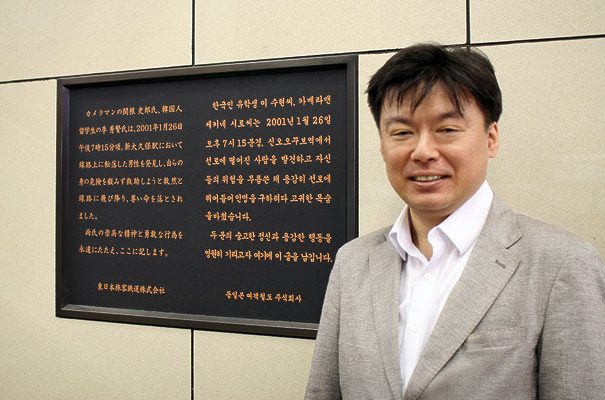 カメラマンの関根 史郎氏、韓国人
留学生の李 秀賢氏は、2001年1月26日
午後7時15分頃、新大久保駅において
線路上に転落した男性を発見し、自らの
身の危険を顧みず救助しようと敢然と
線路に飛び降り、尊い命を落とされ
ました。
両氏の崇高な精神と勇敢な行為を
永遠にたたえ、ここに記します。
東日本旅客鉄道株式会社
한국인 유학생 이 수현씨, 카메라맨
세키네 시로씨는 2001년 1월 26일
오후 7시 15분경, 신오오쿠보역에서
선로에 떨어진 사람을 발견하고 자신
들의 위험을 무릅쓴 채 용감히 선로에
뛰어들어 인명을 구하려다 고귀한 목숨
을 바쳤습니다.
두 분의 숭고한 정신과 용감한 행동을
영원히 기리고자 여기에 이 글을 남깁니다.
동일본 여객철도 주식회사